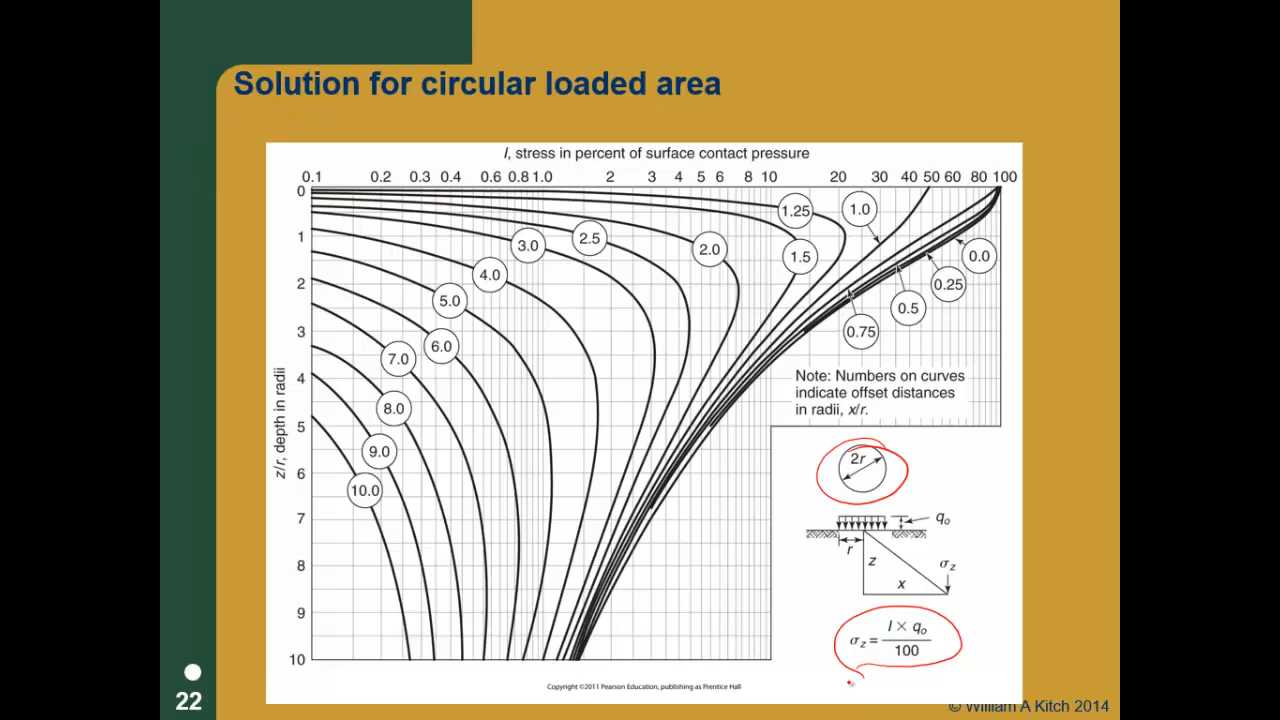 Solution for circular loaded area
I, stress in percent of surface contact pressure
0.1 0.2 0.3 0.4 0.6 0.8 1.0 2 3 4 5 6 8 10 20 30 40 50 60 80 100
0
1
2
3
4
5
6
7
8
9
10
z/r, depth in radii
1.25
1.0
1.5
2.0
2.5
3.0
4.0
5.0
6.0
7.0
8.0
9.0
10.0
0.0
0.25
0.5
0.75
Note: Numbers on curves
indicate offset distances
in radii, x/r.
2r
qo
r
z
σz
x
σz = I × qo / 100
Copyright ©2011 Pearson Education, publishing as Prentice Hall
22
© William A Kitch 2014